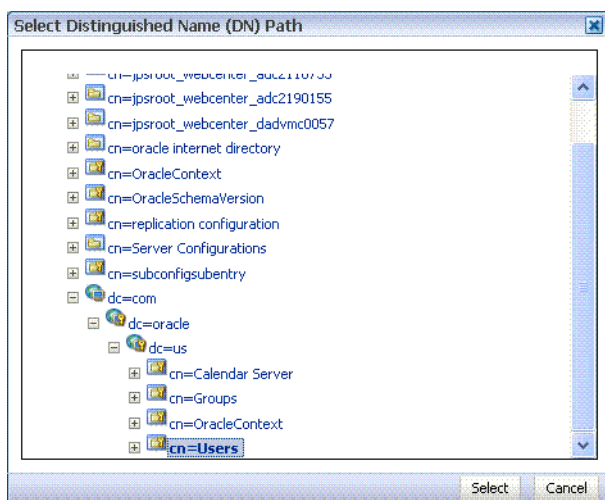 Select Distinguished Name (DN) Path
cn=jpsroot_webcenter_adc2110755
cn=jpsroot_webcenter_adc2190155
cn=jpsroot_webcenter_dadvmc0057
cn=oracle internet directory
cn=OracleContext
cn=OracleSchemaVersion
cn=replication configuration
cn=Server Configurations
cn=subconfigsubentry
dc=com
dc=oracle
dc=us
cn=Calendar Server
cn=Groups
cn=OracleContext
cn=Users
Select Cancel